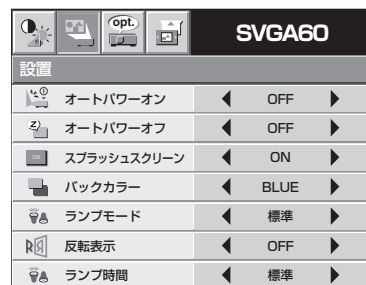 opt.
SVGA60
設置
オートパワーオン OFF
オートパワーオフ OFF
スプラッシュスクリーン ON
バックカラー BLUE
ランプモード 標準
反転表示 OFF
ランプ時間 標準